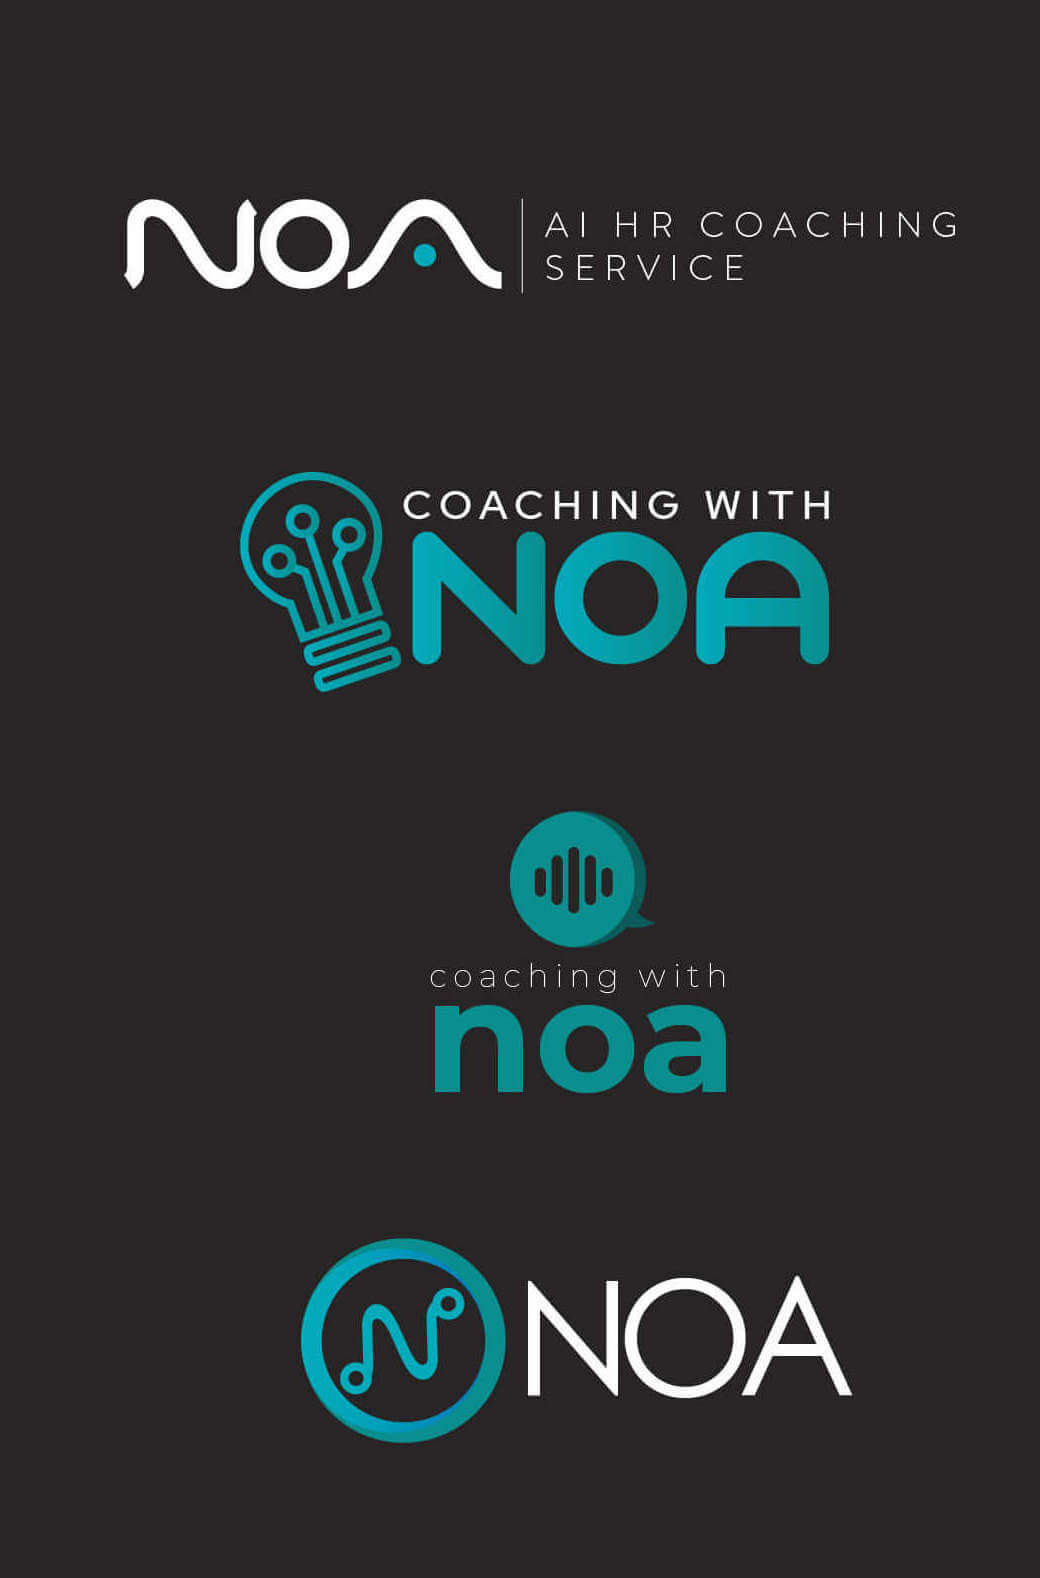 NOA
AI HR COACHING
SERVICE
COACHING WITH
NOA
coaching with
noa
N NOA